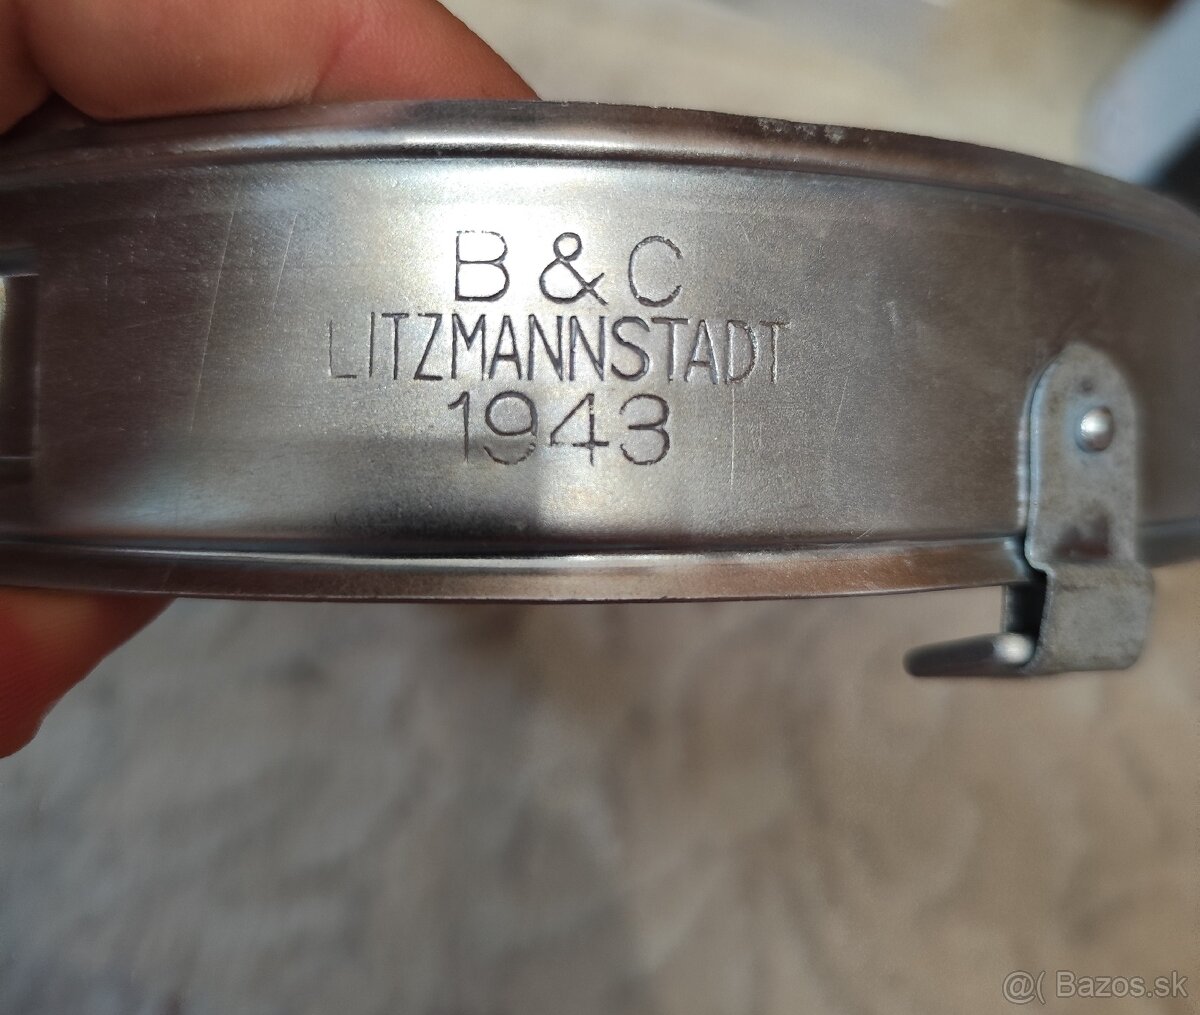 B & C
LITZMANNSTADT
1943
@( Bazos.sk